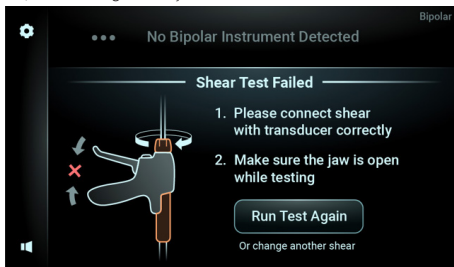 Bipolar
••• No Bipolar Instrument Detected
Shear Test Failed
1. Please connect shear
with transducer correctly
2. Make sure the jaw is open
while testing
Run Test Again
Or change another shear